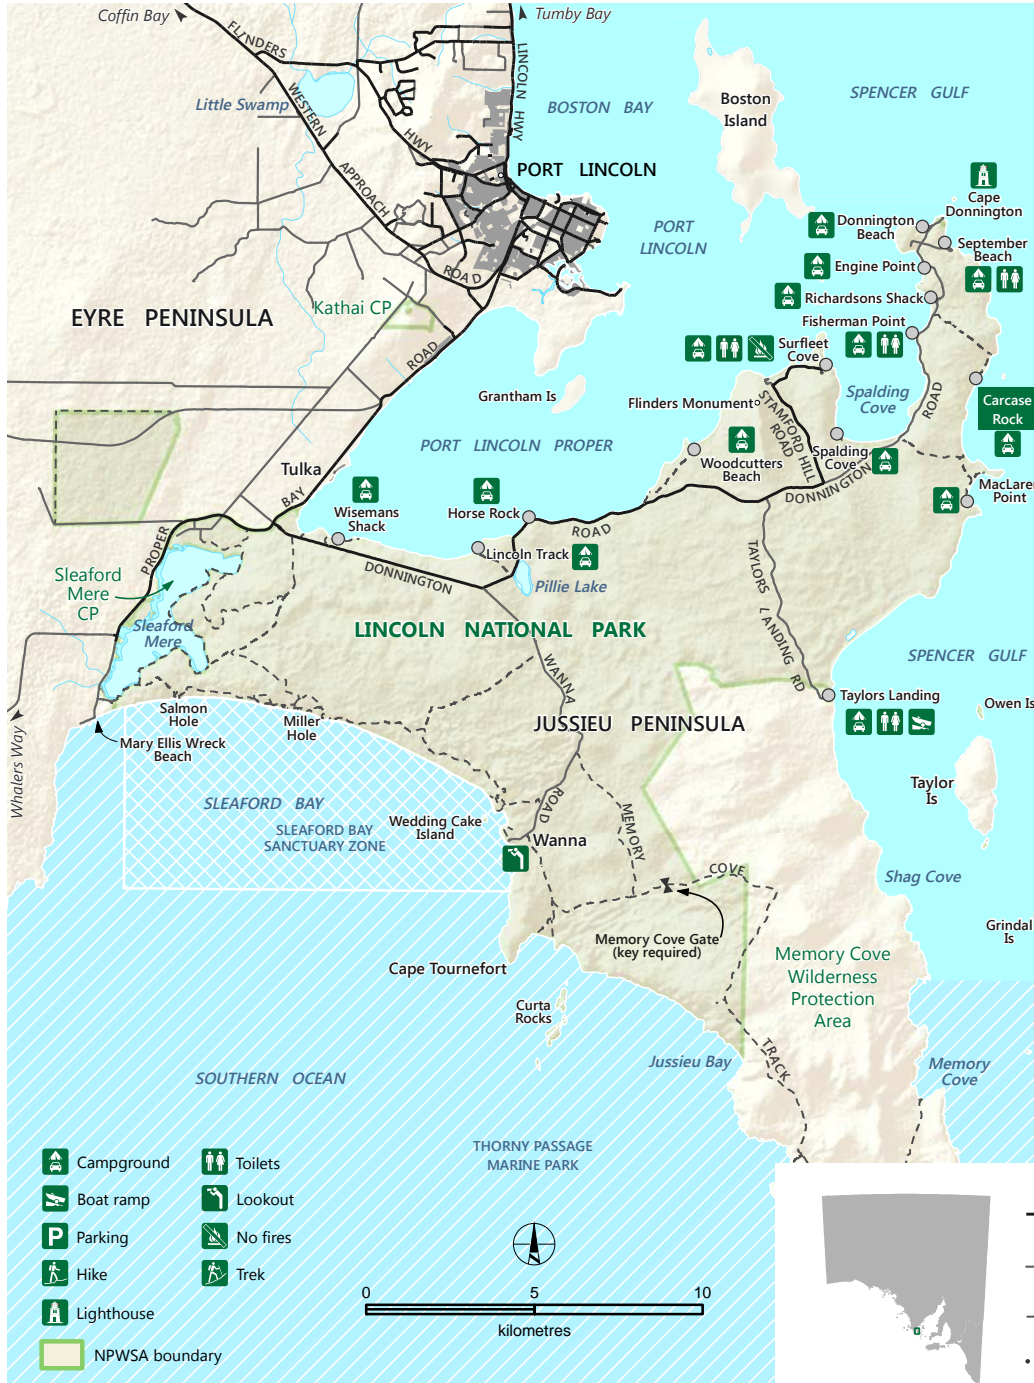 Coffin Bay
Tumby Bay
FLINDERS
LINCOLN HWY
WESTERN
APPROACH
ROAD
HWY
Little Swamp
BOSTON BAY
Boston
Island
SPENCER GULF
PORT LINCOLN
PORT
LINCOLN
Cape
Donnington
Donnington
Beach
September
Beach
Engine Point
Richardsons Shack
Fisherman Point
Surfleet
Cove
Kathai CP
EYRE PENINSULA
ROAD
Grantham Is
Flinders Monument
STAMFORD HILL
ROAD
Spalding
Cove
ROAD
Carcase
Rock
PORT LINCOLN PROPER
Woodcutters
Beach
Spalding
Cove
DONNINGTON
MacLaren
Point
Tulka
BAY
PROPER
Wisemans
Shack
Horse Rock
ROAD
Lincoln Track
DONNINGTON
Pillie Lake
TAYLORS LANDING RD
Sleaford
Mere
CP
Sleaford
Mere
LINCOLN NATIONAL PARK
SPENCER GULF
WANNA
ROAD
Taylors Landing
Owen Is
Salmon
Hole
Miller
Hole
JUSSIEU PENINSULA
Mary Ellis Wreck
Beach
Whalers Way
Taylor
Is
SLEAFORD BAY
SLEAFORD BAY
SANCTUARY ZONE
Wedding Cake
Island
Wanna
MEMORY
COVE
TRACK
Shag Cove
Memory Cove Gate
(key required)
Grindal
Is
Cape Tournefort
Memory Cove
Wilderness
Protection
Area
Curta
Rocks
Jussieu Bay
Memory
Cove
SOUTHERN OCEAN
THORNY PASSAGE
MARINE PARK
Campground
Toilets
Boat ramp
Lookout
P
Parking
No fires
Hike
Trek
Lighthouse
NPWSA boundary
0 5 10
kilometres